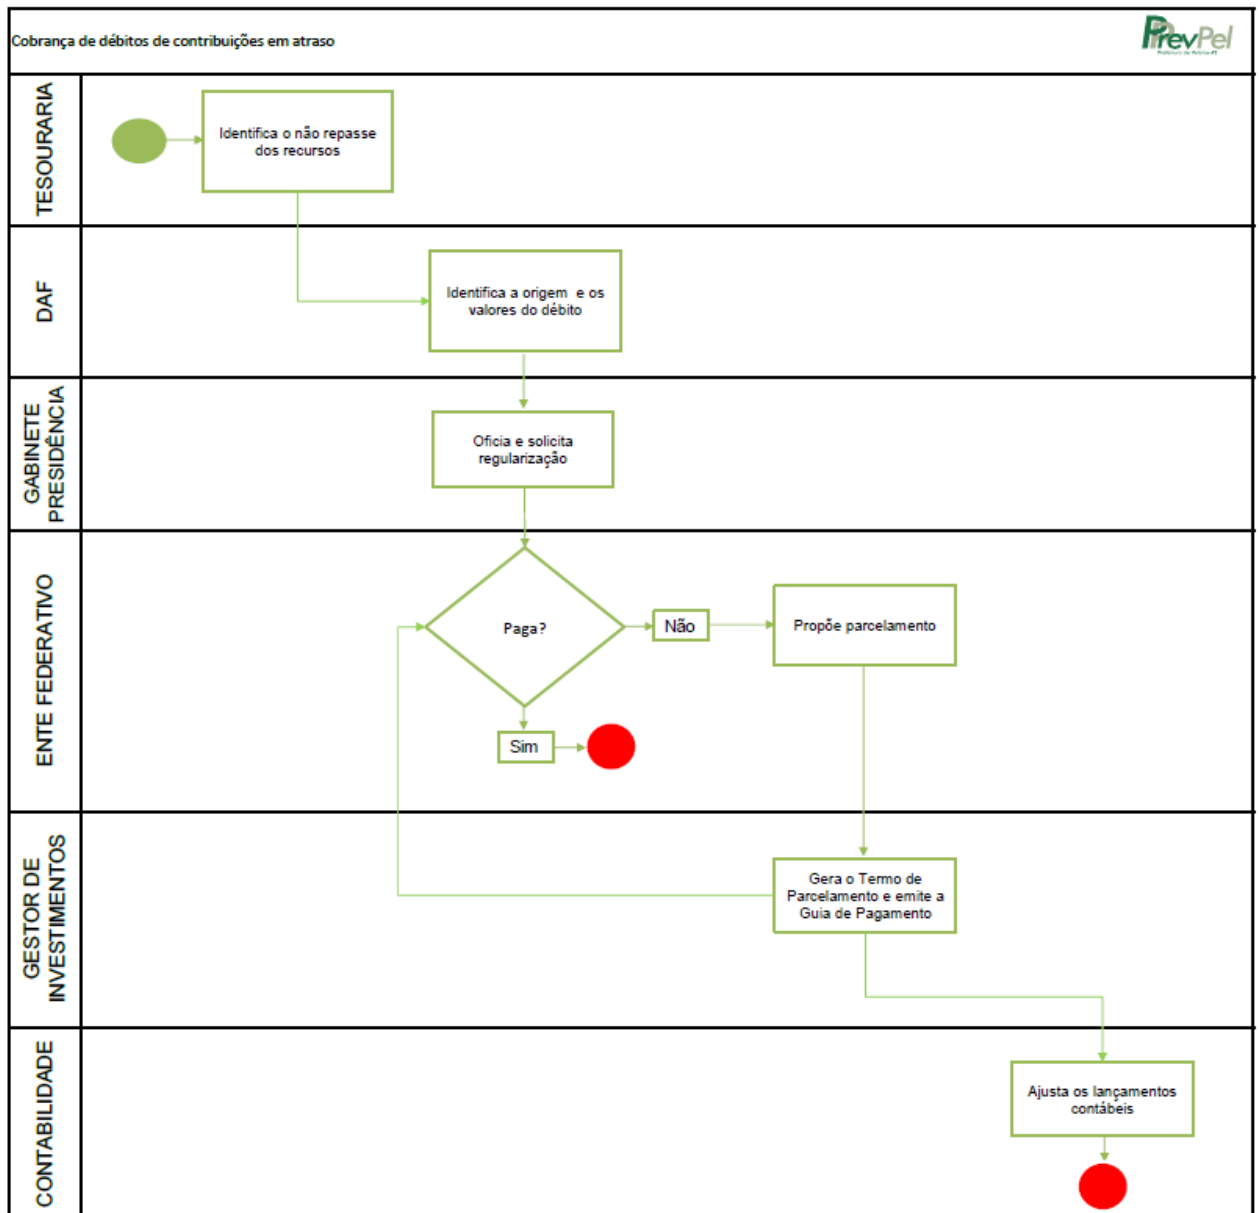 Cobrança de débitos de contribuições em atraso
PrevPel
TESOURARIA
Identifica o não repasse
dos recursos
DAF
Identifica a origem e os
valores do débito
GABINETE
PRESIDÊNCIA
Oficia e solicita
regularização
ENTE FEDERATIVO
Paga?
Não
Propõe parcelamento
Sim
GESTOR DE
INVESTIMENTOS
Gera o Termo de
Parcelamento e emite a
Guia de Pagamento
CONTABILIDADE
Ajusta os lançamentos
contábeis